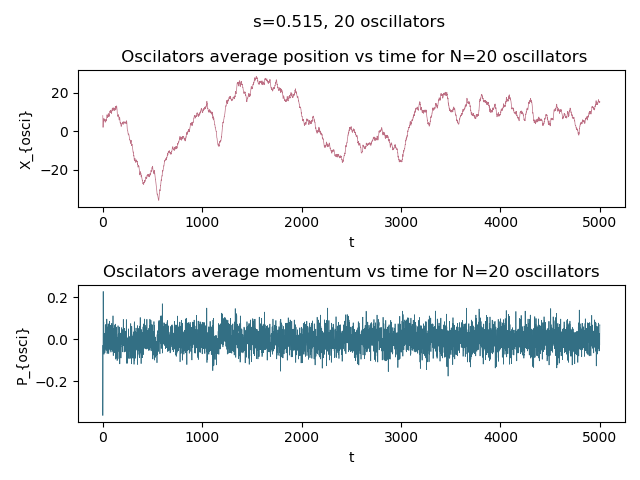 s=0.515, 20 oscillators
Oscilators average position vs time for N=20 oscillators
X_{osci}
20
0
−20
0 1000 2000 3000 4000 5000
t
Oscilators average momentum vs time for N=20 oscillators
P_{osci}
0.2
0.0
−0.2
0 1000 2000 3000 4000 5000
t